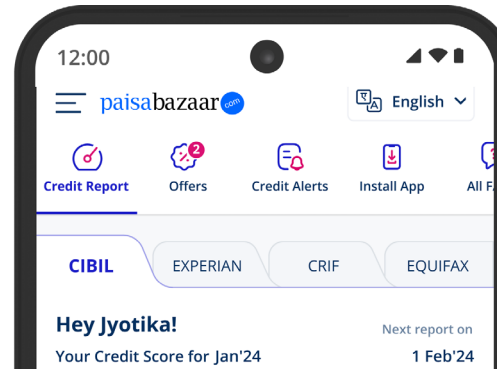 12:00
paisabazaar.com
English
2
Credit Report Offers Credit Alerts Install App All F
CIBIL EXPERIAN CRIF EQUIFAX
Hey Jyotika!
Next report on
Your Credit Score for Jan'24
1 Feb'24